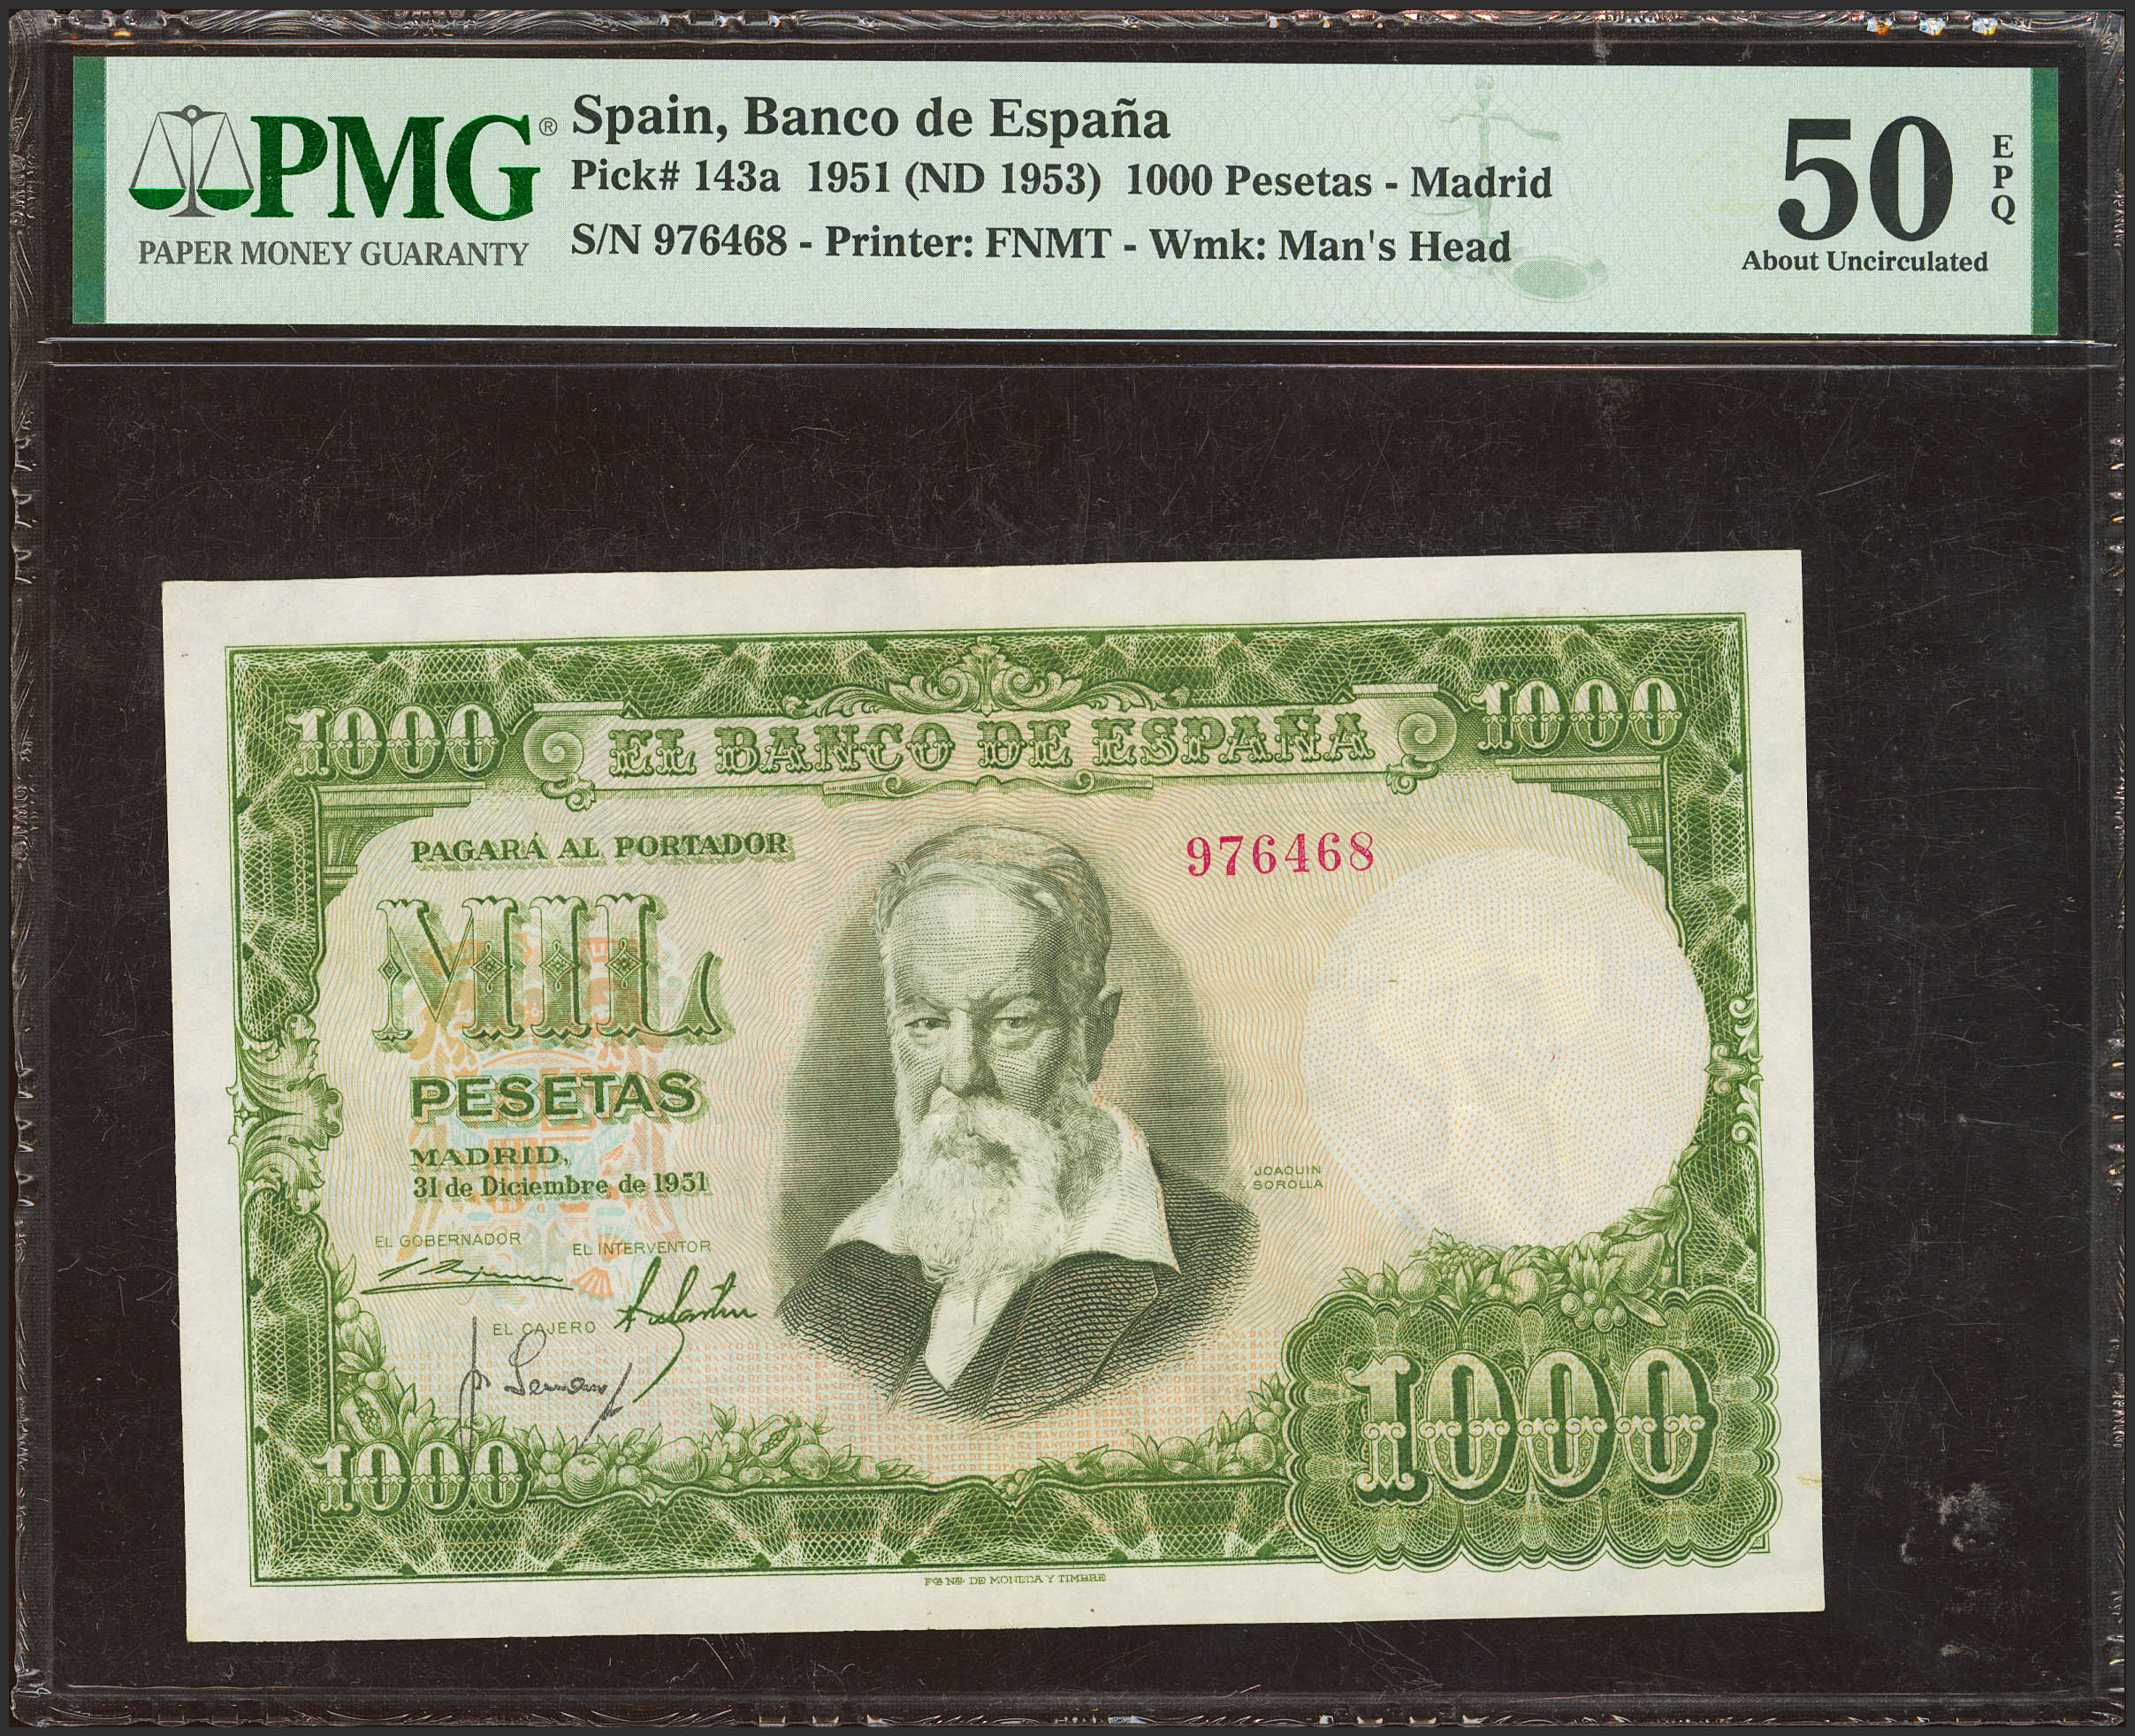 PMG®
PAPER MONEY GUARANTY
Spain, Banco de España
Pick# 143a 1951 (ND 1953) 1000 Pesetas - Madrid
S/N 976468 - Printer: FNMT - Wmk: Man's Head
50
EPQ
About Uncirculated
1000
EL BANCO DE ESPAÑA
1000
PAGARÁ AL PORTADOR
976468
MIL
PESETAS
MADRID,
31 de Diciembre de 1951
JOAQUIN
SOROLLA
EL GOBERNADOR
EL INTERVENTOR
EL CAJERO
1000
1000
Fca. Nal. DE MONEDA Y TIMBRE